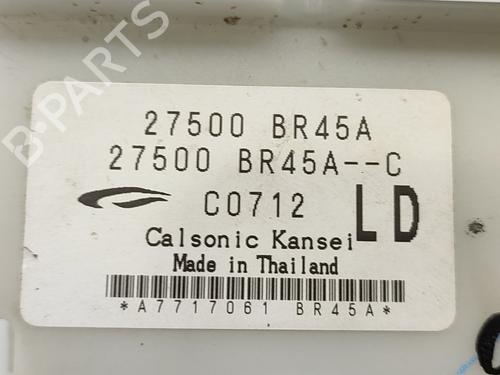 B-PARTS
27500 BR45A
27500 BR45A--C
C0712 LD
Calsonic Kansei
Made in Thailand
*A7717061 BR45A*